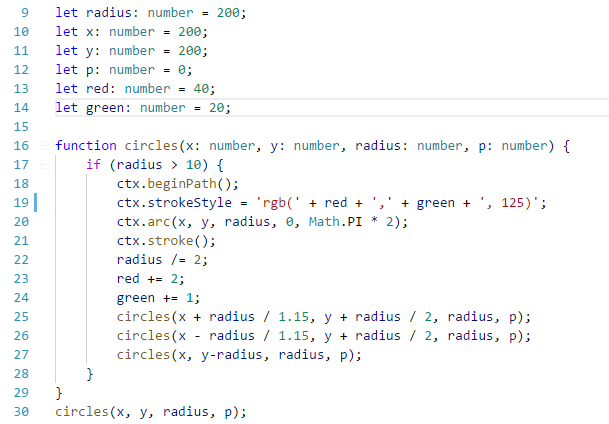 9 let radius: number = 200;
10 let x: number = 200;
11 let y: number = 200;
12 let p: number = 0;
13 let red: number = 40;
14 let green: number = 20;
15
16 function circles(x: number, y: number, radius: number, p: number) {
17 if (radius > 10) {
18 ctx.beginPath();
19 ctx.strokeStyle = 'rgb(' + red + ',' + green + ', 125)';
20 ctx.arc(x, y, radius, 0, Math.PI * 2);
21 ctx.stroke();
22 radius /= 2;
23 red += 2;
24 green += 1;
25 circles(x + radius / 1.15, y + radius / 2, radius, p);
26 circles(x - radius / 1.15, y + radius / 2, radius, p);
27 circles(x, y-radius, radius, p);
28 }
29 }
30 circles(x, y, radius, p);